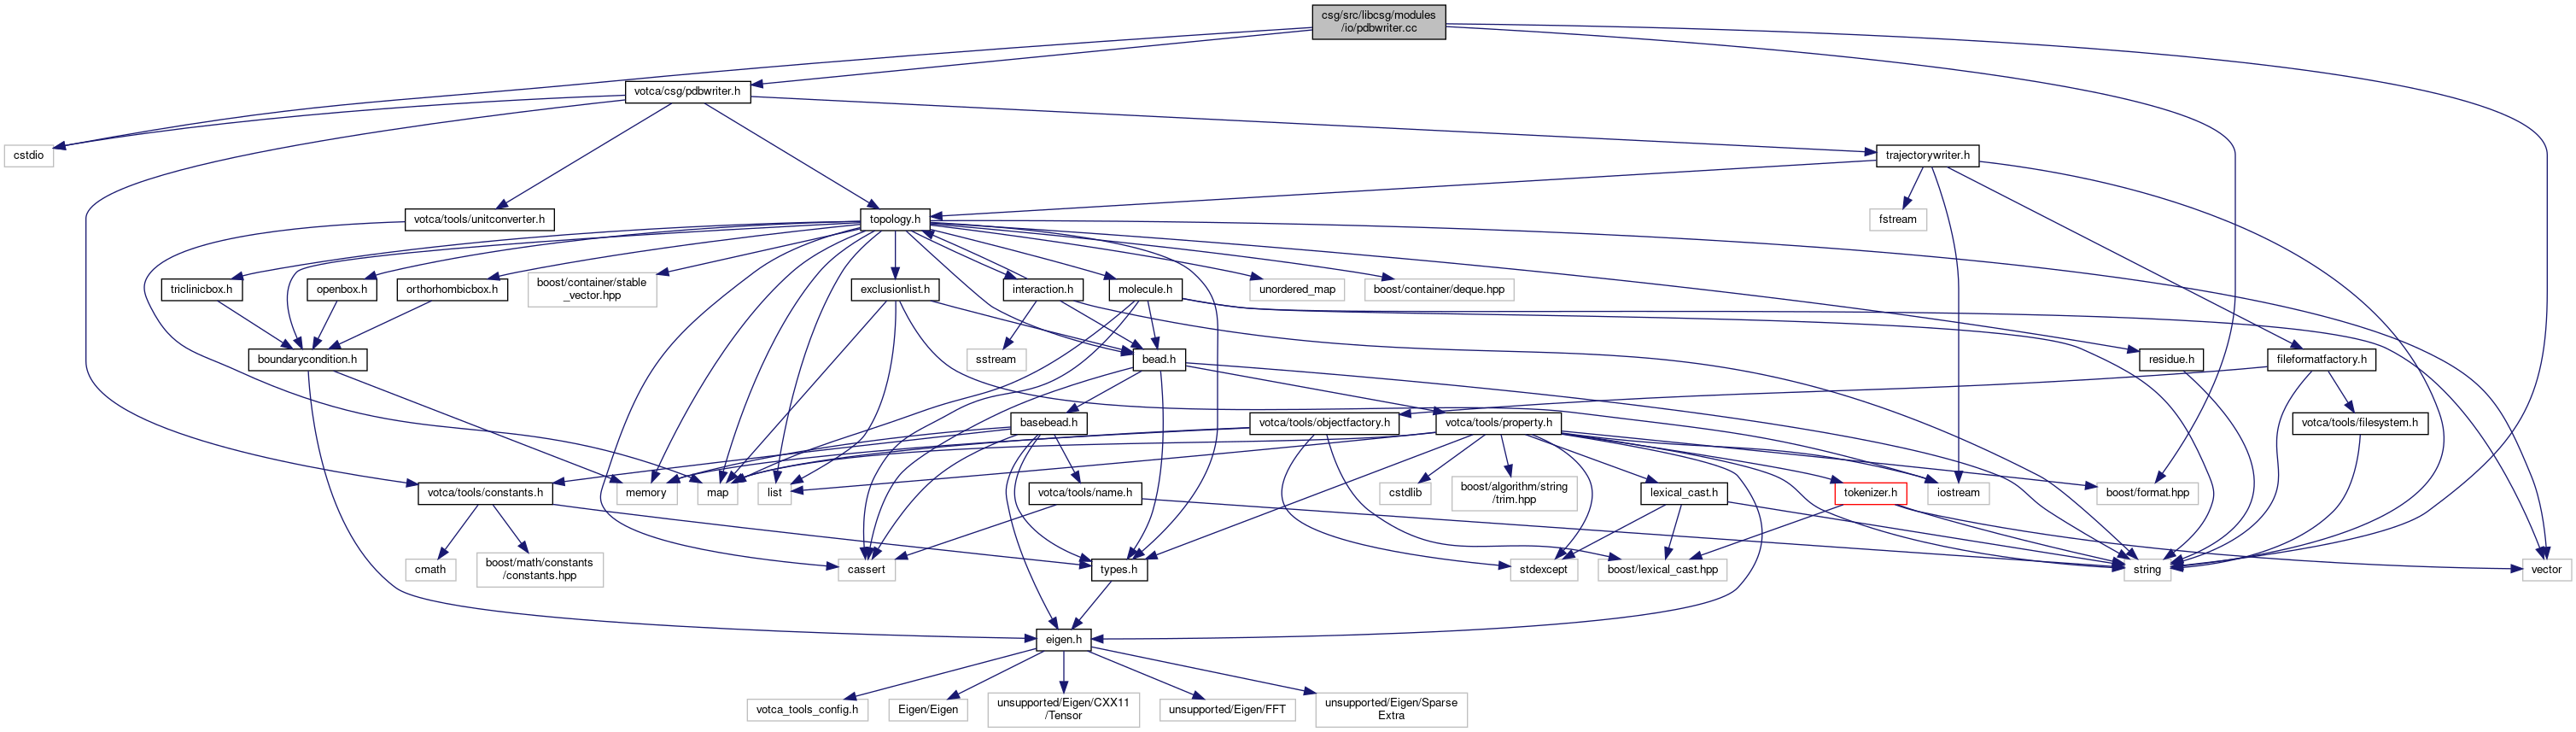 csg/src/libcsg/modules
/io/pdbwriter.cc
votca/csg/pdbwriter.h
cstdio
trajectorywriter.h
votca/tools/unitconverter.h
topology.h
fstream
triclinicbox.h
openbox.h
orthorhombicbox.h
boost/container/stable
_vector.hpp
exclusionlist.h
interaction.h
molecule.h
unordered_map
boost/container/deque.hpp
boundarycondition.h
sstream
bead.h
residue.h
fileformatfactory.h
basebead.h
votca/tools/objectfactory.h
votca/tools/property.h
votca/tools/filesystem.h
votca/tools/constants.h
memory
map
list
votca/tools/name.h
cstdlib
boost/algorithm/string
/trim.hpp
lexical_cast.h
tokenizer.h
iostream
boost/format.hpp
cmath
boost/math/constants
/constants.hpp
cassert
types.h
stdexcept
boost/lexical_cast.hpp
string
vector
eigen.h
votca_tools_config.h
Eigen/Eigen
unsupported/Eigen/CXX11
/Tensor
unsupported/Eigen/FFT
unsupported/Eigen/Sparse
Extra